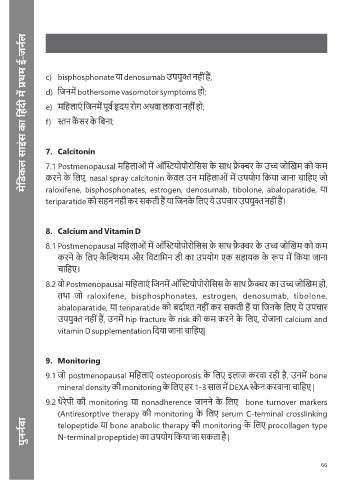 मेडिकल साइंस का हिंदी में प्रथम ई-जर्नल
c) bisphosphonate या denosumab उपयुक्त नहीं हैं,
d) जिनमें bothersome vasomotor symptoms हो;
e) महिलाएं जिनमें पूर्व हृदय रोग अथवा लकवा नहीं हो;
f) स्तन कैंसर के बिना;
7. Calcitonin
7.1 Postmenopausal महिलाओं में ऑस्टियोपोरोसिस के साथ फ्रैक्चर के उच्च जोखिम को कम
करने के लिए, nasal spray calcitonin केवल उन महिलाओं में उपयोग किया जाना चाहिए जो
raloxifene, bisphosphonates, estrogen, denosumab, tibolone, abaloparatide, या
teriparatide को सहन नहीं कर सकती हैं या जिनके लिए ये उपचार उपयुक्त नहीं हैं।
8. Calcium and Vitamin D
8.1 Postmenopausal महिलाओं में ऑस्टियोपोरोसिस के साथ फ्रैक्चर के उच्च जोखिम को कम
करने के लिए कैल्शियम और विटामिन डी का उपयोग एक सहायक के रूप में किया जाना
चाहिए।
8.2 वो Postmenopausal महिलाएं जिनमें ऑस्टियोपोरोसिस के साथ फ्रैक्चर का उच्च जोखिम हो,
तथा जो raloxifene, bisphosphonates, estrogen, denosumab, tibolone,
abaloparatide, या teriparatide को बर्दाश्त नहीं कर सकती हैं या जिनके लिए ये उपचार
उपयुक्त नहीं हैं, उनमें hip fracture के risk को कम करने के लिए, रोजाना calcium and
vitamin D supplementation दिया जाना चाहिए|
9. Monitoring
9.1 जो postmenopausal महिलाएं osteoporosis के लिए इलाज करवा रही है, उनमें bone
mineral density की monitoring के लिए हर 1-3 साल में DEXA स्कैन करवाना चाहिए |
9.2 थेरेपी की monitoring या nonadherence जानने के लिए bone turnover markers
(Antiresorptive therapy की monitoring के लिए serum C-terminal crosslinking
telopeptide या bone anabolic therapy की monitoring के लिए procollagen type
N-terminal propeptide) का उपयोग किया जा सकता है |
पुनर्नवा
66